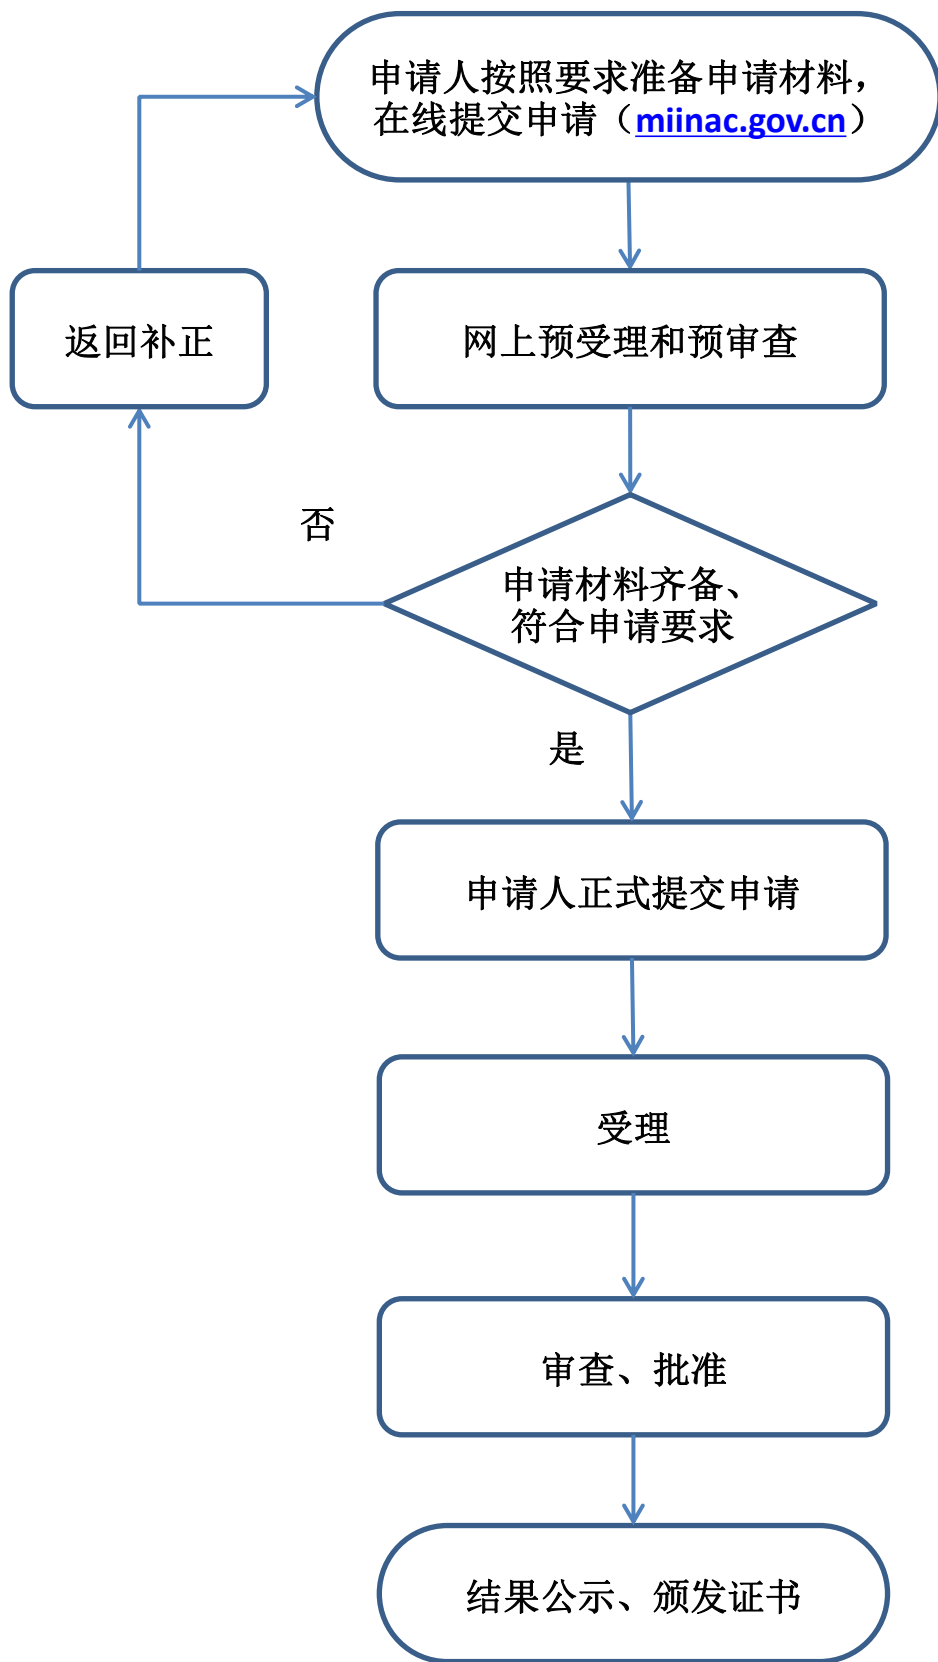 申请人按照要求准备申请材料，
在线提交申请（miinac.gov.cn）
返回补正
网上预受理和预审查
否
申请材料齐备、
符合申请要求
是
申请人正式提交申请
受理
审查、批准
结果公示、颁发证书